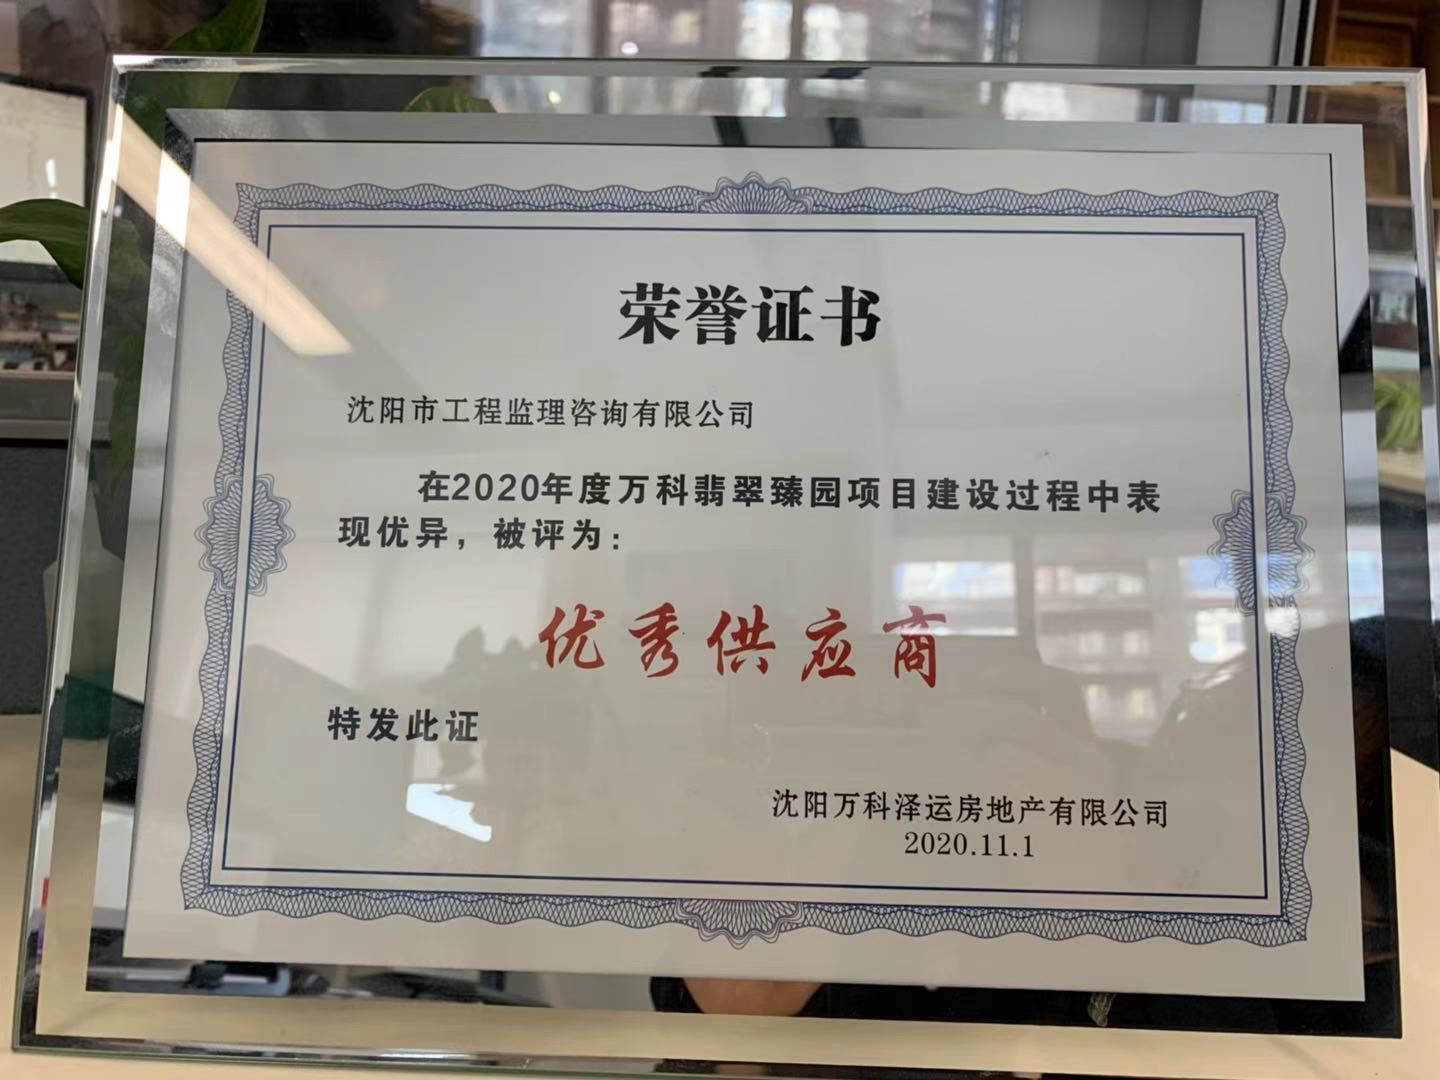 荣誉证书
沈阳市工程监理咨询有限公司
在2020年度万科翡翠臻园项目建设过程中表
现优异，被评为：
优秀供应商
特发此证
沈阳万科泽运房地产有限公司
2020.11.1